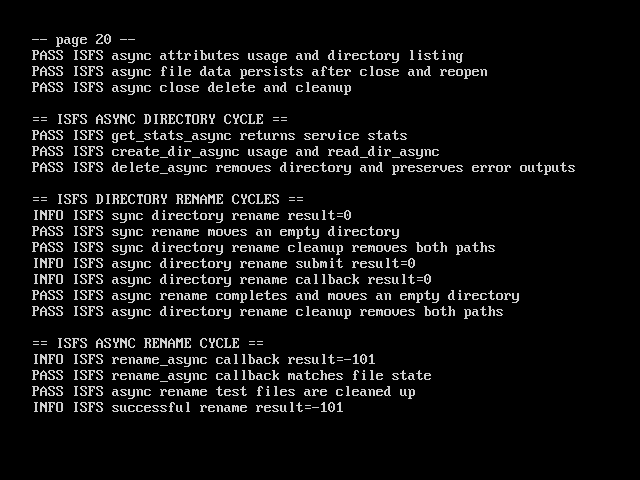 -- page 20 --
PASS ISFS async attributes usage and directory listing
PASS ISFS async file data persists after close and reopen
PASS ISFS async close delete and cleanup
== ISFS ASYNC DIRECTORY CYCLE ==
PASS ISFS get_stats_async returns service stats
PASS ISFS create_dir_async usage and read_dir_async
PASS ISFS delete_async removes directory and preserves error outputs
== ISFS DIRECTORY RENAME CYCLES ==
INFO ISFS sync directory rename result=0
PASS ISFS sync rename moves an empty directory
PASS ISFS sync directory rename cleanup removes both paths
INFO ISFS async directory rename submit result=0
INFO ISFS async directory rename callback result=0
PASS ISFS async rename completes and moves an empty directory
PASS ISFS async directory rename cleanup removes both paths
== ISFS ASYNC RENAME CYCLE ==
INFO ISFS rename_async callback result=-101
PASS ISFS rename_async callback matches file state
PASS ISFS async rename test files are cleaned up
INFO ISFS successful rename result=-101